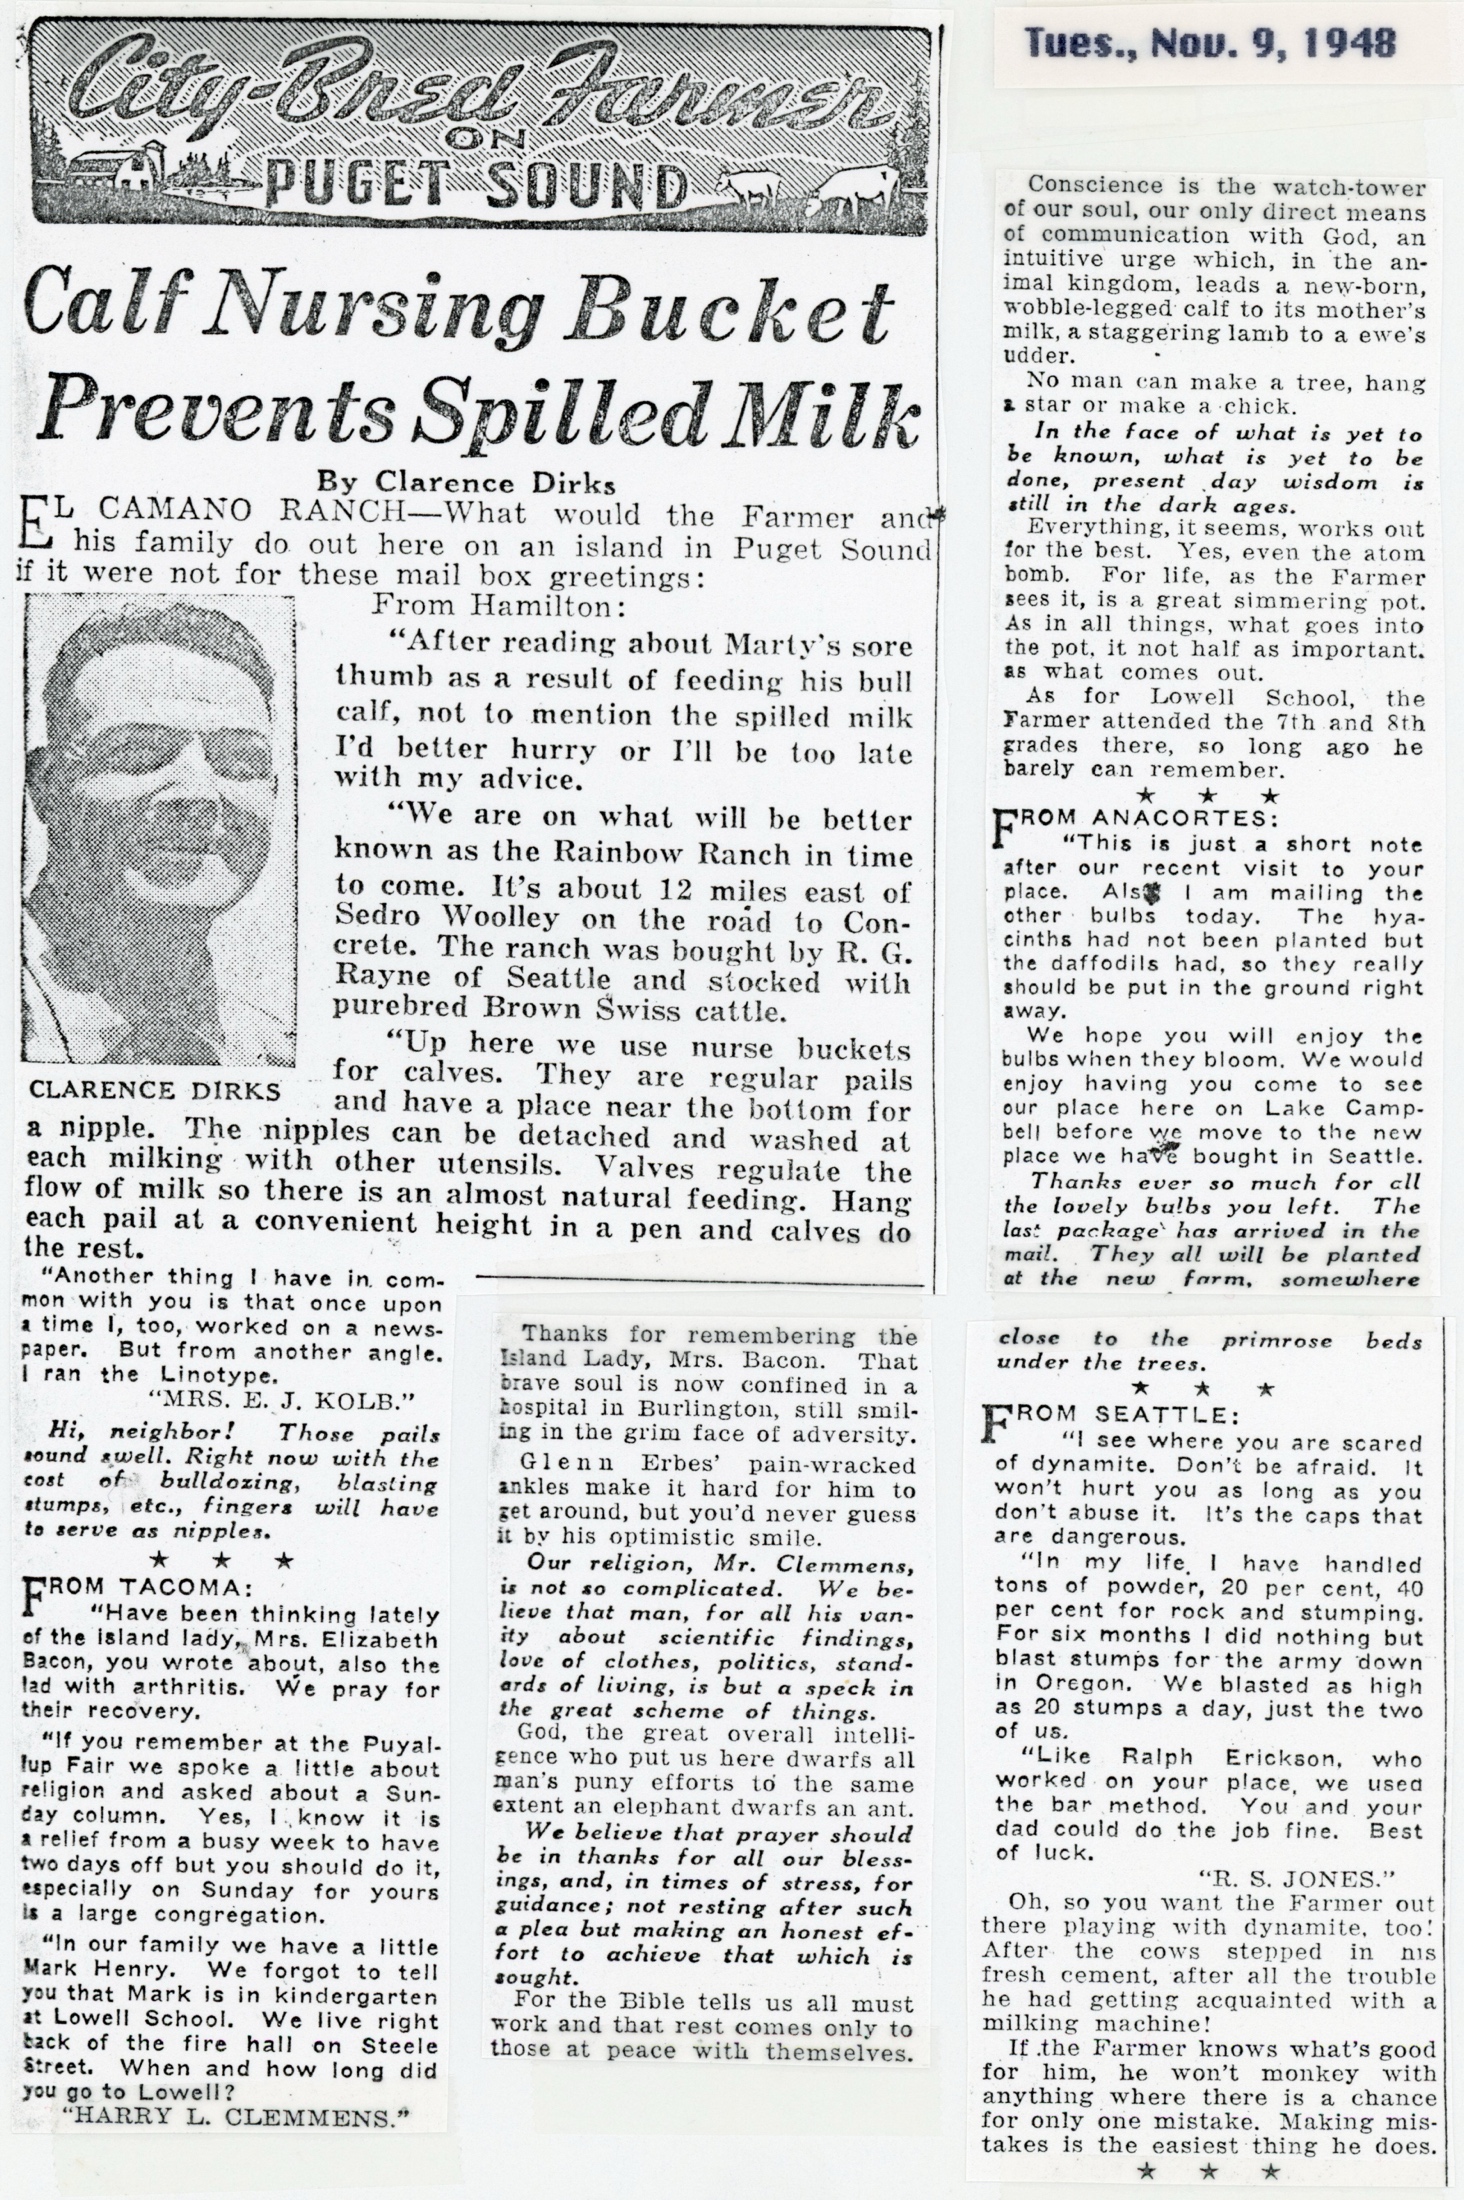 City-Bred Farmer
ON
PUGET SOUND
Calf Nursing Bucket
Prevents Spilled Milk
By Clarence Dirks
EL CAMANO RANCH—What would the Farmer and
his family do out here on an island in Puget Sound
if it were not for these mail box greetings:
From Hamilton:
"After reading about Marty's sore
thumb as a result of feeding his bull
calf, not to mention the spilled milk
I'd better hurry or I'll be too late
with my advice.
"We are on what will be better
known as the Rainbow Ranch in time
to come. It's about 12 miles east of
Sedro Woolley on the road to Con-
crete. The ranch was bought by R. G.
Rayne of Seattle and stocked with
purebred Brown Swiss cattle.
"Up here we use nurse buckets
for calves. They are regular pails
and have a place near the bottom for
CLARENCE DIRKS
a nipple. The nipples can be detached and washed at
each milking with other utensils. Valves regulate the
flow of milk so there is an almost natural feeding. Hang
each pail at a convenient height in a pen and calves do
the rest.
"Another thing I have in com-
mon with you is that once upon
a time I, too, worked on a news-
paper. But from another angle.
I ran the Linotype.
"MRS. E. J. KOLB."
Hi, neighbor! Those pails
sound swell. Right now with the
cost of bulldozing, blasting
stumps, etc., fingers will have
to serve as nipples.
★ ★ ★
FROM TACOMA:
"Have been thinking lately
of the island lady, Mrs. Elizabeth
Bacon, you wrote about, also the
lad with arthritis. We pray for
their recovery.
"If you remember at the Puyal-
lup Fair we spoke a little about
religion and asked about a Sun-
day column. Yes, I know it is
a relief from a busy week to have
two days off but you should do it,
especially on Sunday for yours
is a large congregation.
"In our family we have a little
Mark Henry. We forgot to tell
you that Mark is in kindergarten
at Lowell School. We live right
back of the fire hall on Steele
Street. When and how long did
you go to Lowell?
"HARRY L. CLEMMENS."
Thanks for remembering the
Island Lady, Mrs. Bacon. That
brave soul is now confined in a
hospital in Burlington, still smil-
ing in the grim face of adversity.
Glenn Erbes' pain-wracked
ankles make it hard for him to
get around, but you'd never guess
it by his optimistic smile.
Our religion, Mr. Clemmens,
is not so complicated. We be-
lieve that man, for all his van-
ity about scientific findings,
love of clothes, politics, stand-
ards of living, is but a speck in
the great scheme of things.
God, the great overall intelli-
gence who put us here dwarfs all
man's puny efforts to the same
extent an elephant dwarfs an ant.
We believe that prayer should
be in thanks for all our bless-
ings, and, in times of stress, for
guidance; not resting after such
a plea but making an honest ef-
fort to achieve that which is
sought.
For the Bible tells us all must
work and that rest comes only to
those at peace with themselves.
Tues., Nov. 9, 1948
Conscience is the watch-tower
of our soul, our only direct means
of communication with God, an
intuitive urge which, in the an-
imal kingdom, leads a new-born,
wobble-legged calf to its mother's
milk, a staggering lamb to a ewe's
udder.
No man can make a tree, hang
a star or make a chick.
In the face of what is yet to
be known, what is yet to be
done, present day wisdom is
still in the dark ages.
Everything, it seems, works out
for the best. Yes, even the atom
bomb. For life, as the Farmer
sees it, is a great simmering pot.
As in all things, what goes into
the pot, it not half as important.
as what comes out.
As for Lowell School, the
Farmer attended the 7th and 8th
grades there, so long ago he
barely can remember.
★ ★ ★
FROM ANACORTES:
"This is just a short note
after our recent visit to your
place. Also I am mailing the
other bulbs today. The hya-
cinths had not been planted but
the daffodils had, so they really
should be put in the ground right
away.
We hope you will enjoy the
bulbs when they bloom. We would
enjoy having you come to see
our place here on Lake Camp-
bell before we move to the new
place we have bought in Seattle.
Thanks ever so much for all
the lovely bulbs you left. The
last package has arrived in the
mail. They all will be planted
at the new farm, somewhere
close to the primrose beds
under the trees.
★ ★ ★
FROM SEATTLE:
"I see where you are scared
of dynamite. Don't be afraid. It
won't hurt you as long as you
don't abuse it. It's the caps that
are dangerous.
"In my life I have handled
tons of powder, 20 per cent, 40
per cent for rock and stumping.
For six months I did nothing but
blast stumps for the army down
in Oregon. We blasted as high
as 20 stumps a day, just the two
of us.
"Like Ralph Erickson, who
worked on your place, we used
the bar method. You and your
dad could do the job fine. Best
of luck.
"R. S. JONES."
Oh, so you want the Farmer out
there playing with dynamite, too!
After the cows stepped in his
fresh cement, after all the trouble
he had getting acquainted with a
milking machine!
If the Farmer knows what's good
for him, he won't monkey with
anything where there is a chance
for only one mistake. Making mis-
takes is the easiest thing he does.
★ ★ ★